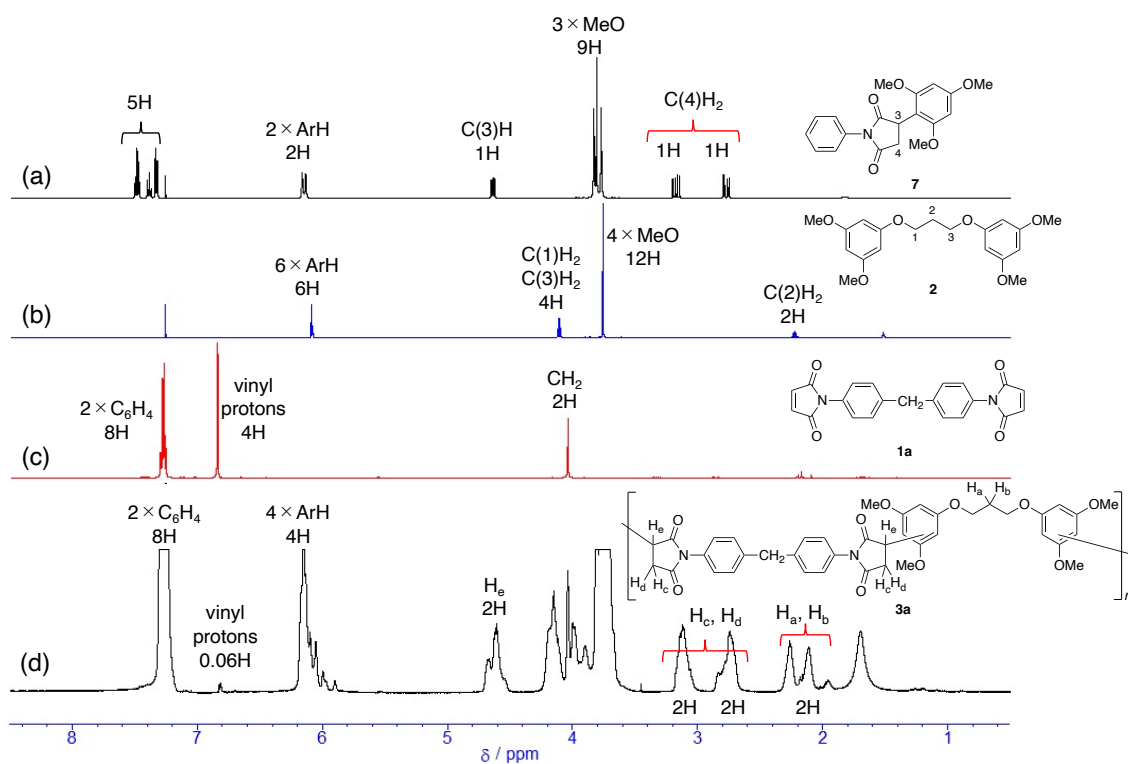 3 × MeO
9H
5H
2 × ArH
2H
C(3)H
1H
C(4)H2
1H 1H
(a)
MeO OMe
O
3
N
4
O
OMe
7
6 × ArH
6H
C(1)H2
C(3)H2
4H
4 × MeO
12H
C(2)H2
2H
(b)
MeO O 2 O OMe
1 3
OMe OMe
2
2 × C6H4
8H
vinyl
protons
4H
CH2
2H
(c)
O O
N CH2 N
O O
1a
2 × C6H4
8H
vinyl
protons
0.06H
4 × ArH
4H
He
2H
Hc, Hd
Ha, Hb
2H 2H 2H
(d)
Ha Hb
MeO O O OMe
He O O He
N CH2 N
OMe OMe
Hd Hc O O Hc Hd
3a
n
8 7 6 5 4 3 2 1
δ / ppm